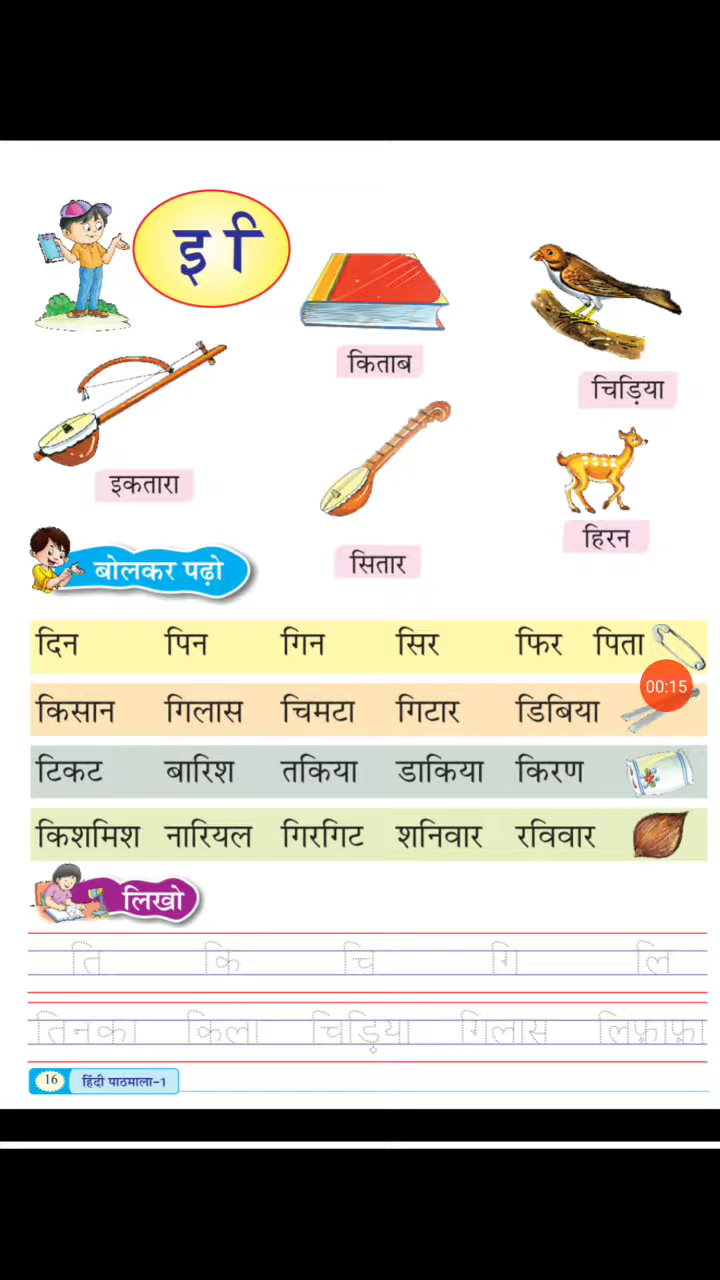 इ ि
किताब
चिड़िया
इकतारा
सितार
हिरन
बोलकर पढ़ो
दिन पिन गिन सिर फिर पिता
00:15
किसान गिलास चिमटा गिटार डिबिया
टिकट बारिश तकिया डाकिया किरण
किशमिश नारियल गिरगिट शनिवार रविवार
लिखो
ति कि चि गि लि
तिनका किला चिड़िया गिलास लिफ़ाफ़ा
16 हिंदी पाठमाला-1